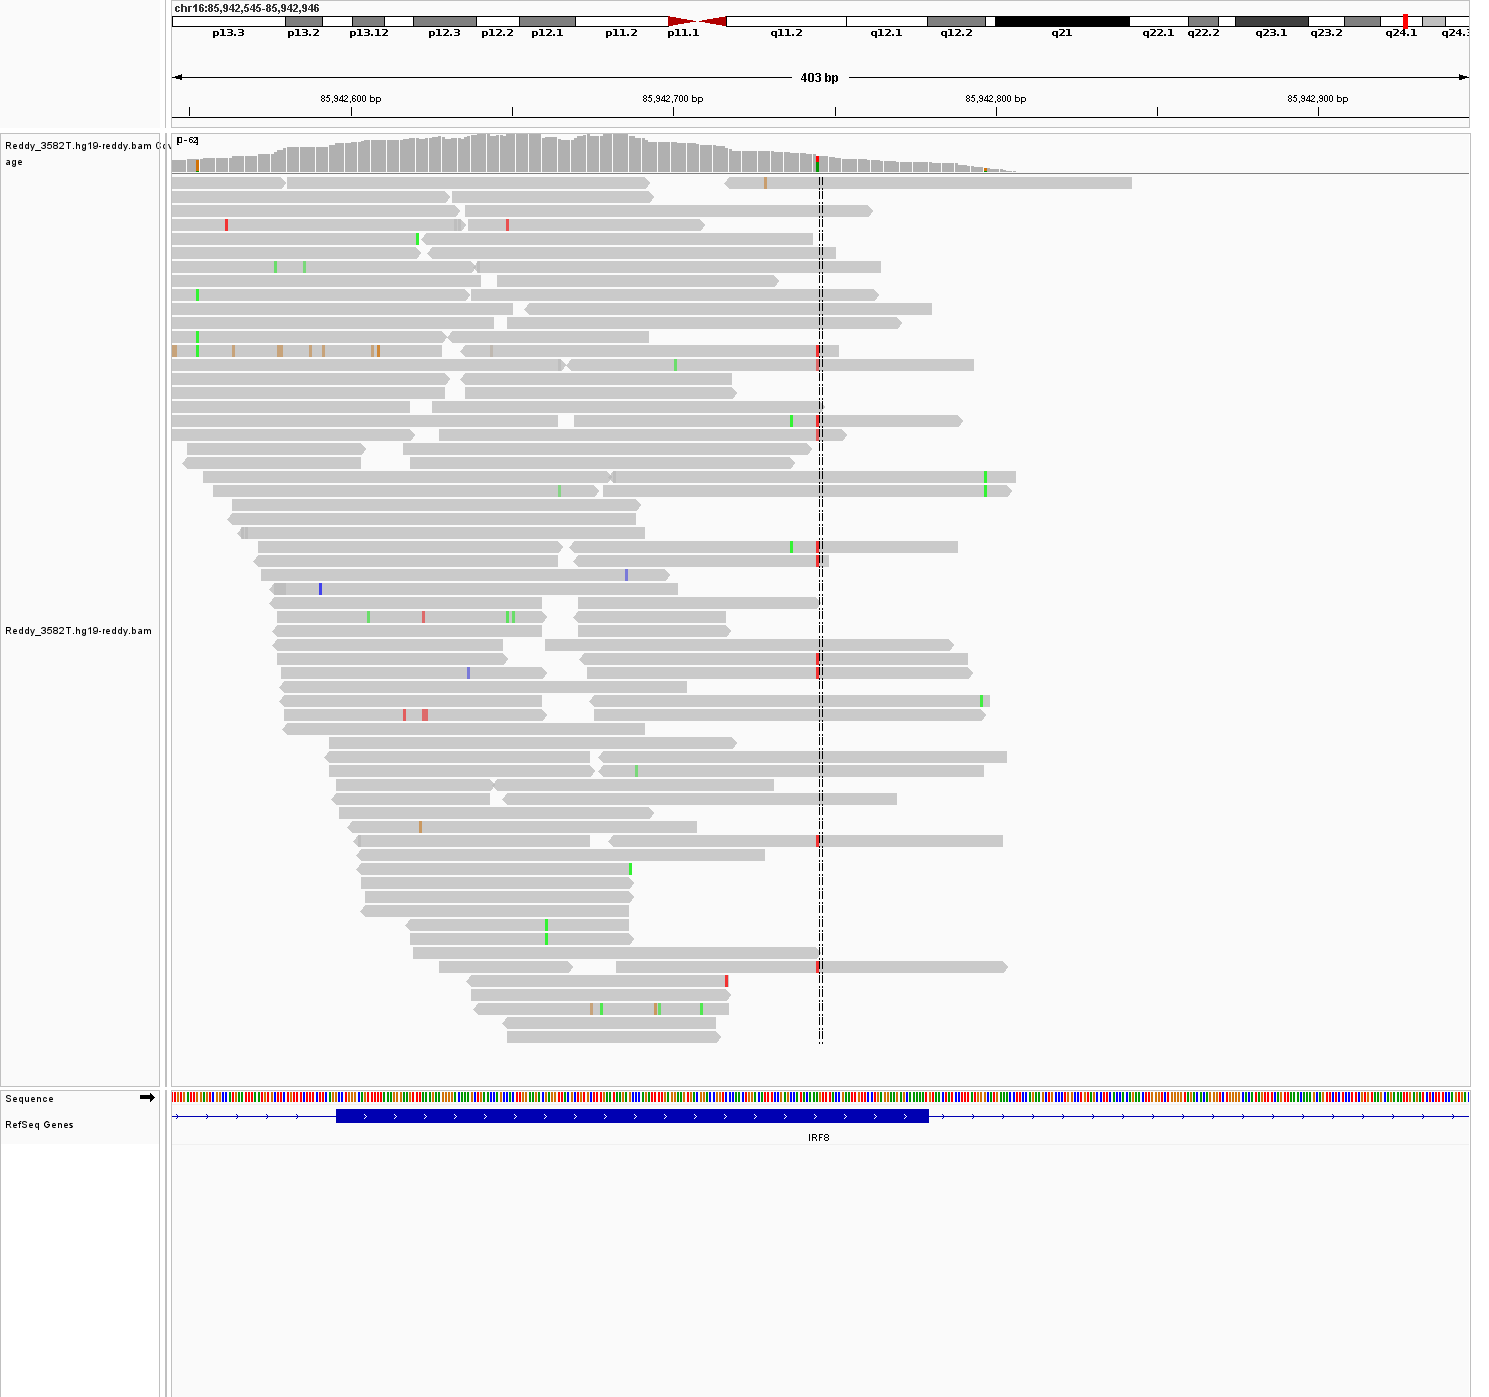 chr16:85,942,545-85,942,946
p13.3 p13.2 p13.12 p12.3 p12.2 p12.1 p11.2 p11.1 q11.2 q12.1 q12.2 q21 q22.1 q22.2 q23.1 q23.2 q24.1 q24.3
403 bp
85,942,600 bp 85,942,700 bp 85,942,800 bp 85,942,900 bp
[0-62]
Reddy_3582T.hg19-reddy.bam Cov
age
Reddy_3582T.hg19-reddy.bam
Sequence
RefSeq Genes
IRF8